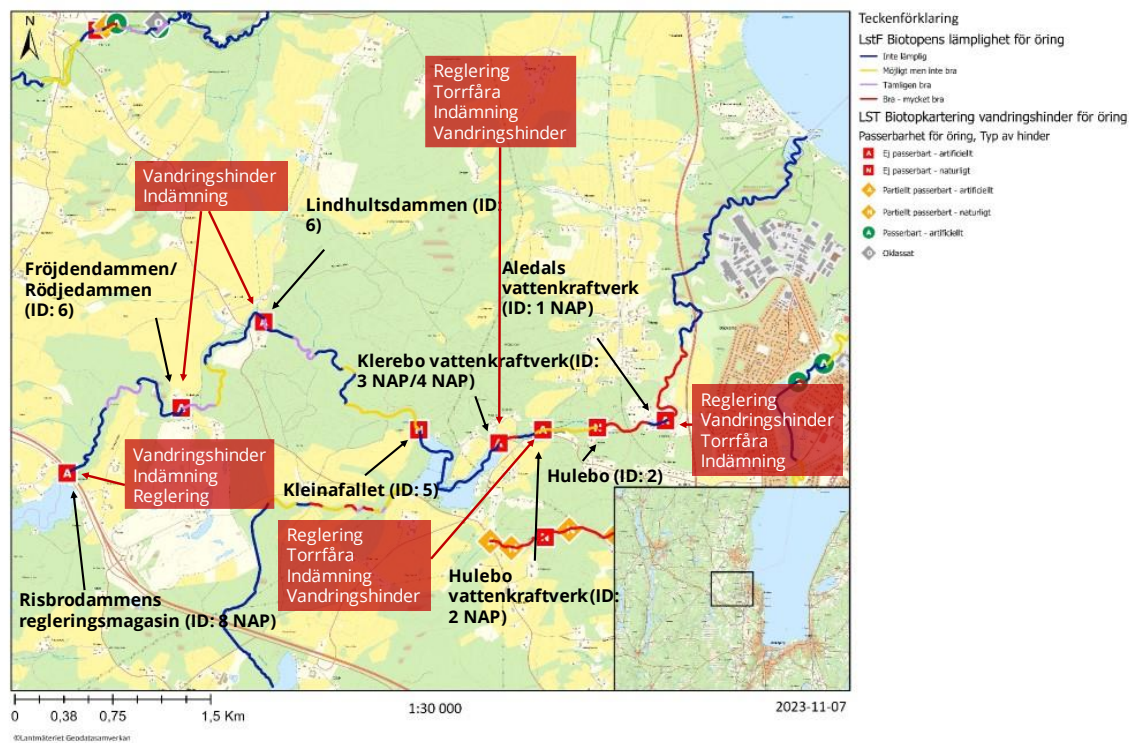 N
Reglering
Torrfåra
Indämning
Vandringshinder
Vandringshinder
Indämning
Lindhultsdammen (ID:
6)
Fröjdendammen/
Rödjedammen
(ID: 6)
Aledals
vattenkraftverk
(ID: 1 NAP)
Klerebo vattenkraftverk(ID:
3 NAP/4 NAP)
Reglering
Vandringshinder
Torrfåra
Indämning
Vandringshinder
Indämning
Reglering
Kleinafallet (ID: 5)
Hulebo (ID: 2)
Reglering
Torrfåra
Indämning
Vandringshinder
Hulebo
vattenkraftverk(ID:
2 NAP)
Risbrodammens
regleringsmagasin (ID: 8 NAP)
0 0,38 0,75 1,5 Km
1:30 000
2023-11-07
©Lantmäteriet Geodatasamverkan
Teckenförklaring
LstF Biotopens lämplighet för öring
Inte lämplig
Möjligt men inte bra
Tämligen bra
Bra - mycket bra
LST Biotopkartering vandringshinder för öring
Passerbarhet för öring, Typ av hinder
A Ej passerbart - artificiellt
N Ej passerbart - naturligt
A Partiellt passerbart - artificiellt
N Partiellt passerbart - naturligt
A Passerbart - artificiellt
O Oklassat